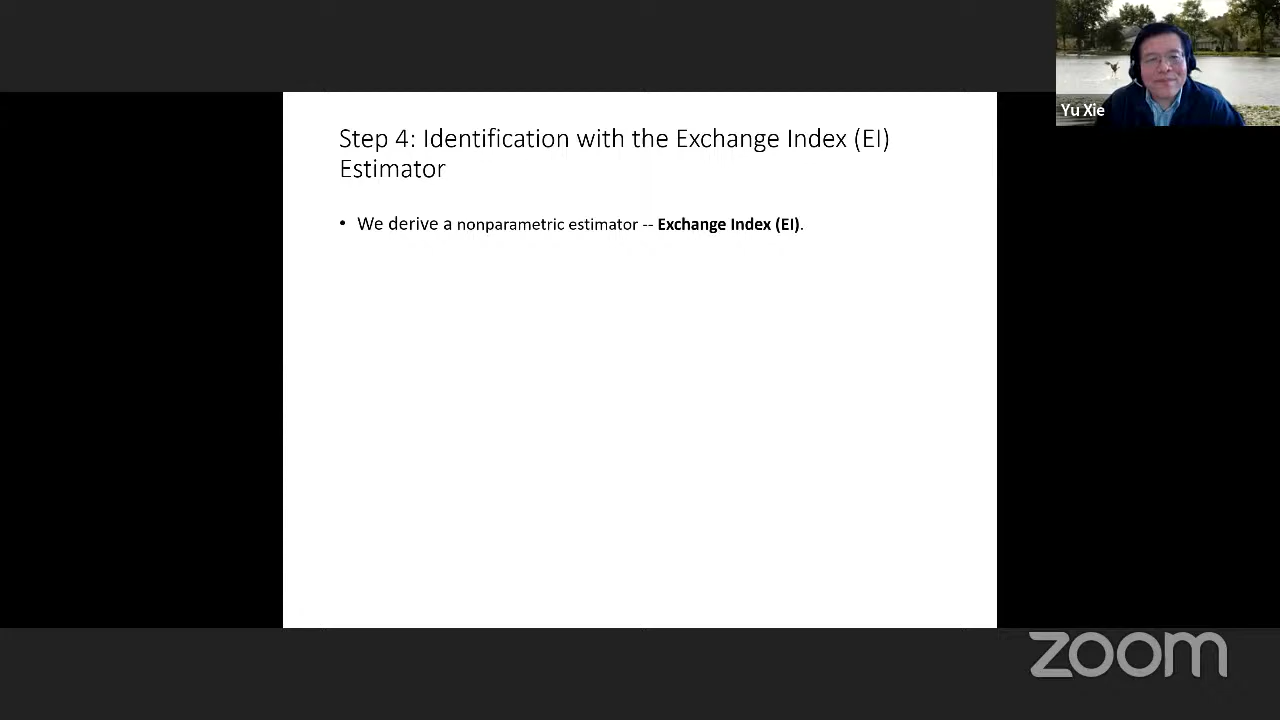 Yu Xie
Step 4: Identification with the Exchange Index (EI)
Estimator
• We derive a nonparametric estimator -- Exchange Index (EI).
zoom